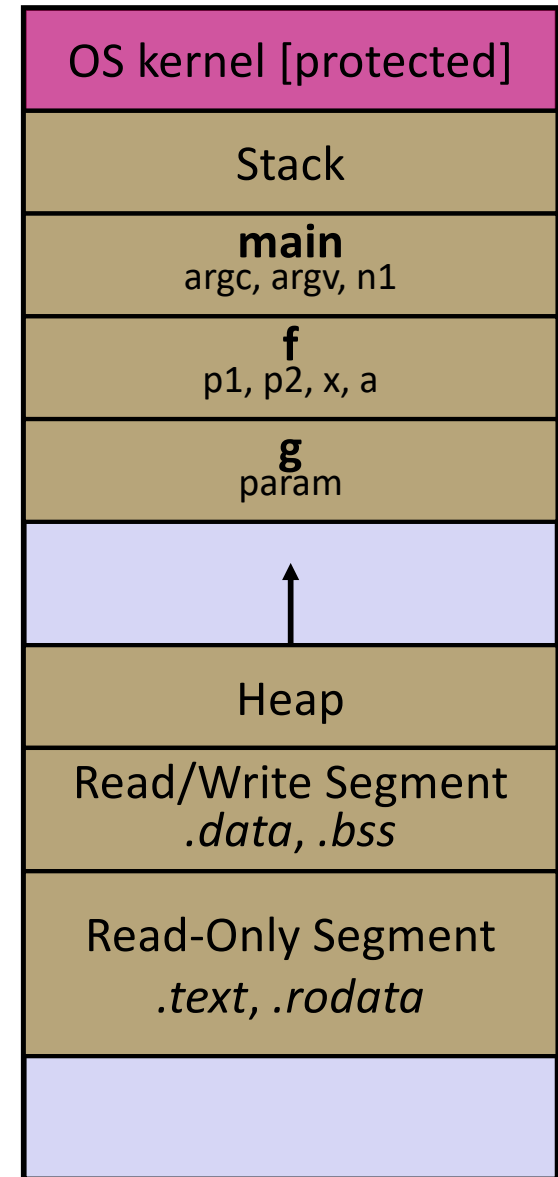 OS kernel [protected]
Stack
main
argc, argv, n1
f
p1, p2, x, a
g
param
Heap
Read/Write Segment
.data, .bss
Read-Only Segment
.text, .rodata